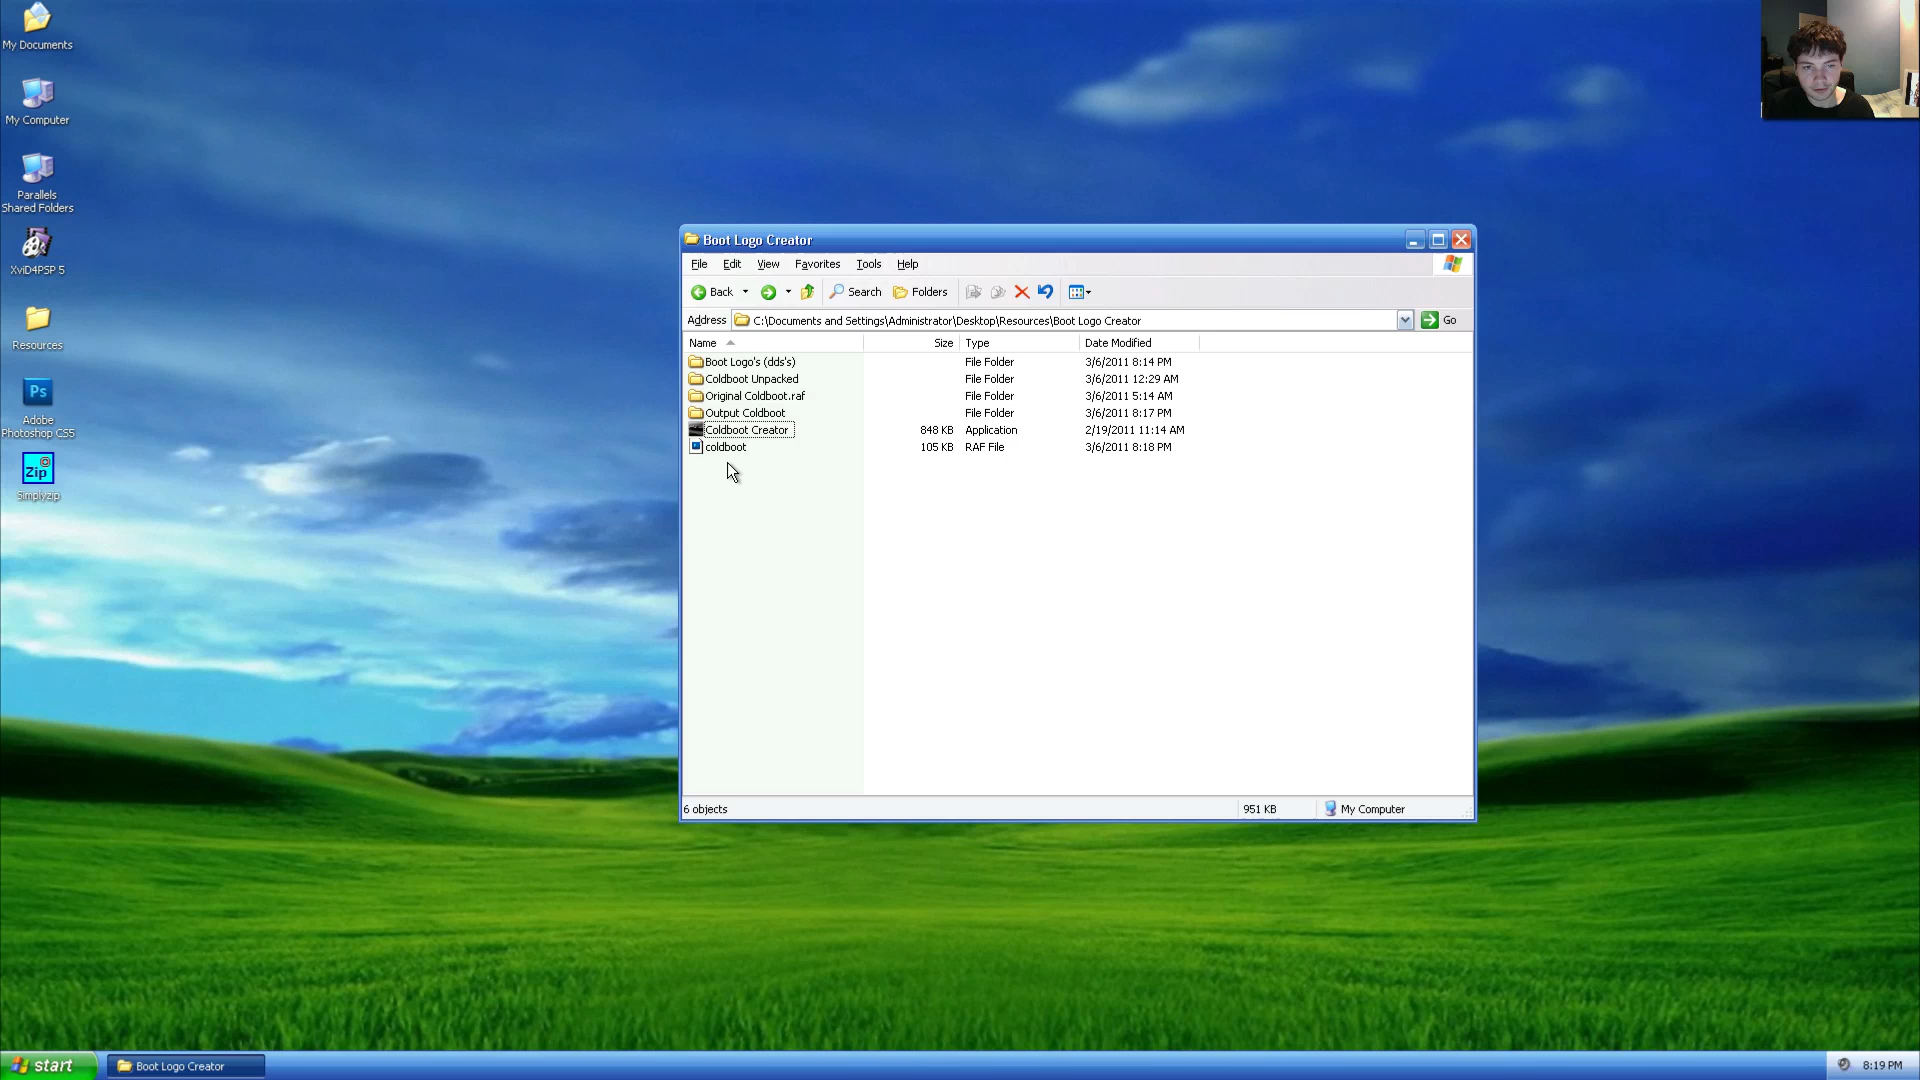 My Documents
My Computer
Parallels
Shared Folders
XviD4PSP 5
Resources
Ps
Adobe
Photoshop CS5
Zip
Simplyzip
Boot Logo Creator
File Edit View Favorites Tools Help
Back Search Folders
Address C:\Documents and Settings\Administrator\Desktop\Resources\Boot Logo Creator Go
Name Size Type Date Modified
Boot Logo's (dds's) File Folder 3/6/2011 8:14 PM
Coldboot Unpacked File Folder 3/6/2011 12:29 AM
Original Coldboot.raf File Folder 3/6/2011 5:14 AM
Output Coldboot File Folder 3/6/2011 8:17 PM
Coldboot Creator 848 KB Application 2/19/2011 11:14 AM
coldboot 105 KB RAF File 3/6/2011 8:18 PM
6 objects 951 KB My Computer
start Boot Logo Creator 8:19 PM